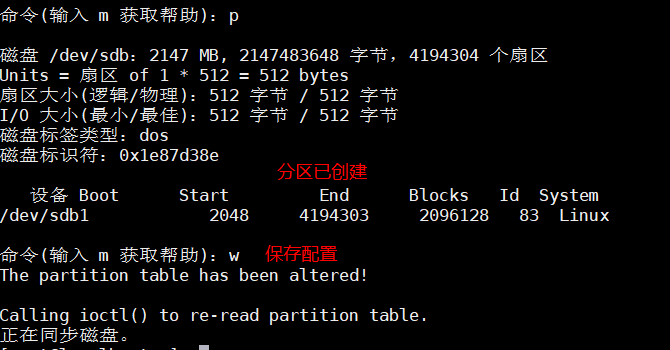 命令(输入 m 获取帮助)：p
磁盘 /dev/sdb：2147 MB, 2147483648 字节，4194304 个扇区
Units = 扇区 of 1 * 512 = 512 bytes
扇区大小(逻辑/物理)：512 字节 / 512 字节
I/O 大小(最小/最佳)：512 字节 / 512 字节
磁盘标签类型：dos
磁盘标识符：0x1e87d38e
分区已创建
设备 Boot Start End Blocks Id System
/dev/sdb1 2048 4194303 2096128 83 Linux
命令(输入 m 获取帮助)：w 保存配置
The partition table has been altered!
Calling ioctl() to re-read partition table.
正在同步磁盘。